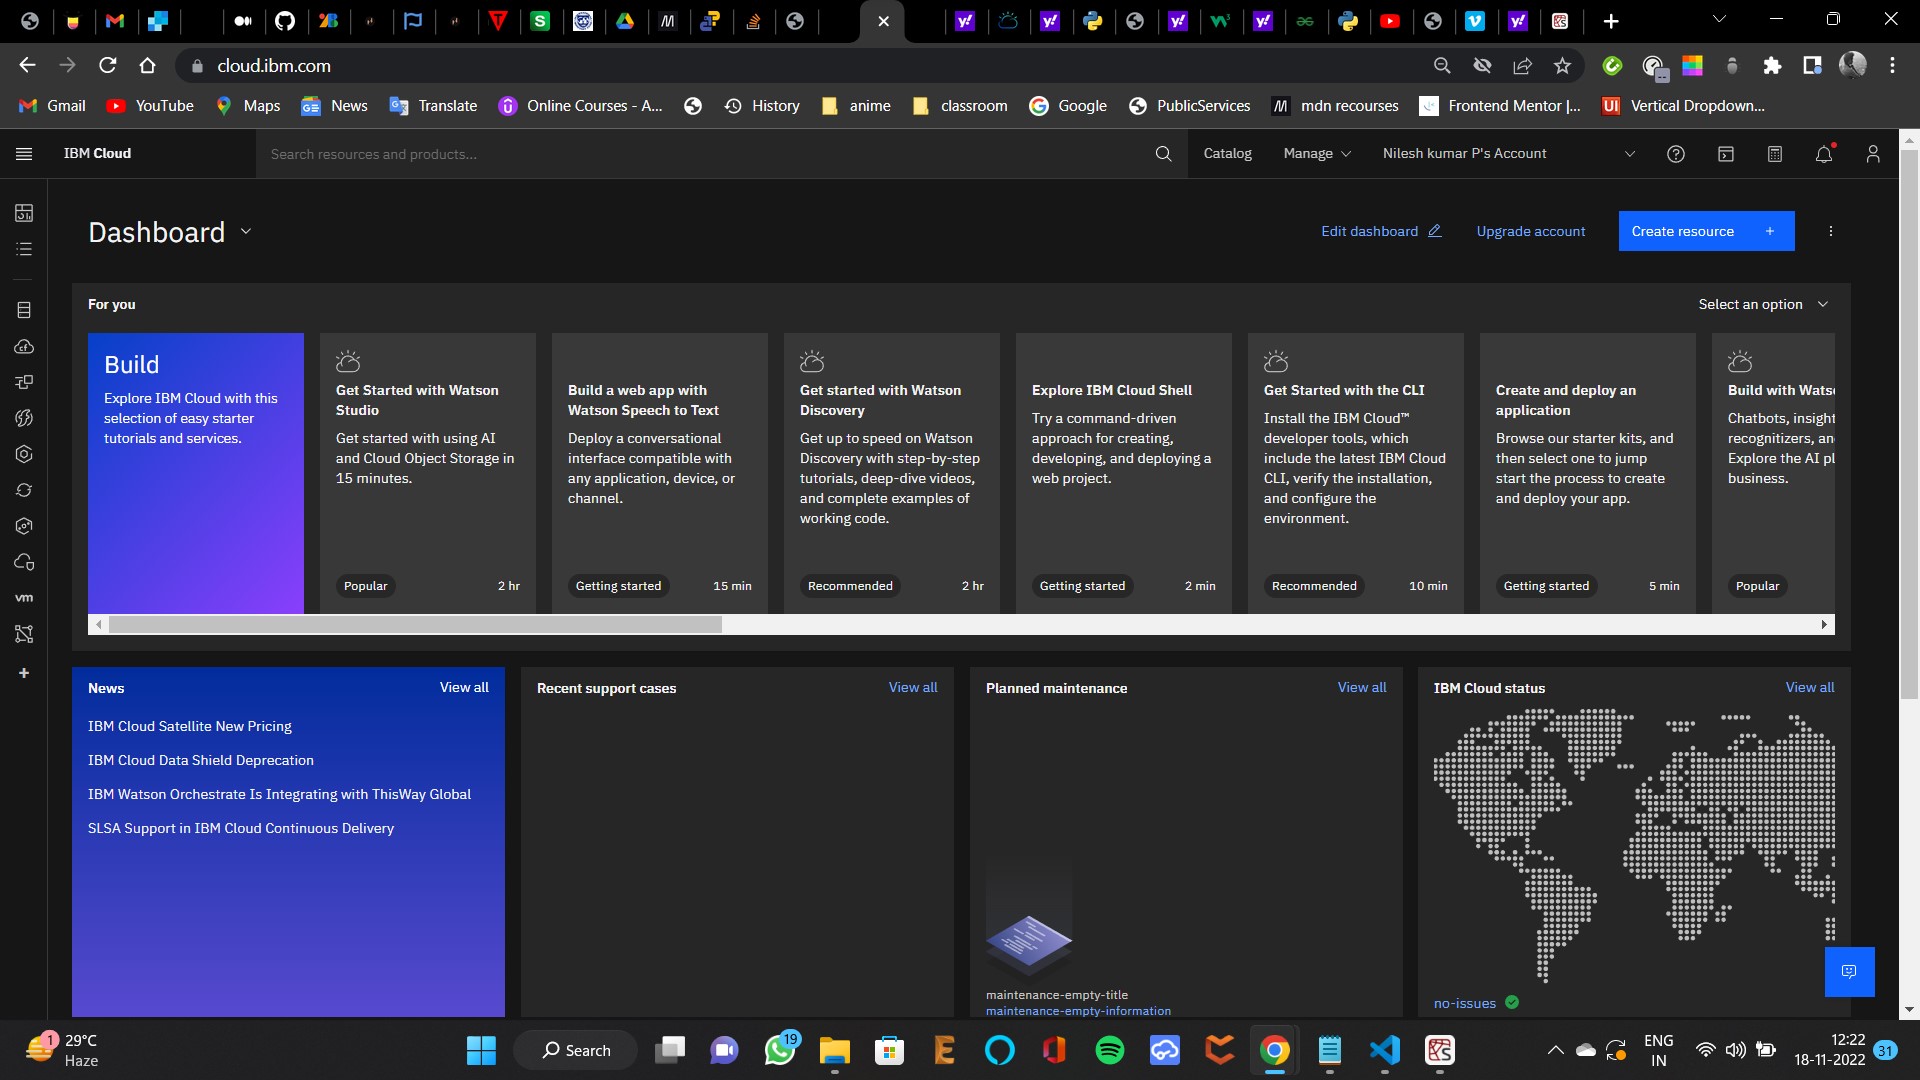 cloud.ibm.com
Gmail YouTube Maps News Translate Online Courses - A... History anime classroom Google PublicServices mdn recourses Frontend Mentor |... Vertical Dropdown...
IBM Cloud Search resources and products... Catalog Manage Nilesh kumar P's Account
Dashboard Edit dashboard Upgrade account Create resource +
For you Select an option
Build
Explore IBM Cloud with this
selection of easy starter
tutorials and services.
Get Started with Watson
Studio
Get started with using AI
and Cloud Object Storage in
15 minutes.
Popular 2 hr
Build a web app with
Watson Speech to Text
Deploy a conversational
interface compatible with
any application, device, or
channel.
Getting started 15 min
Get started with Watson
Discovery
Get up to speed on Watson
Discovery with step-by-step
tutorials, deep-dive videos,
and complete examples of
working code.
Recommended 2 hr
Explore IBM Cloud Shell
Try a command-driven
approach for creating,
developing, and deploying a
web project.
Getting started 2 min
Get Started with the CLI
Install the IBM Cloud™
developer tools, which
include the latest IBM Cloud
CLI, verify the installation,
and configure the
environment.
Recommended 10 min
Create and deploy an
application
Browse our starter kits, and
then select one to jump
start the process to create
and deploy your app.
Getting started 5 min
Build with Wats
Chatbots, insight
recognitizers, an
Explore the AI pl
business.
Popular
vm
News View all
IBM Cloud Satellite New Pricing
IBM Cloud Data Shield Deprecation
IBM Watson Orchestrate Is Integrating with ThisWay Global
SLSA Support in IBM Cloud Continuous Delivery
Recent support cases View all
Planned maintenance View all
maintenance-empty-title
maintenance-empty-information
IBM Cloud status View all
no-issues
1 29°C
Haze
Search
19
ENG
IN
12:22
18-11-2022
31